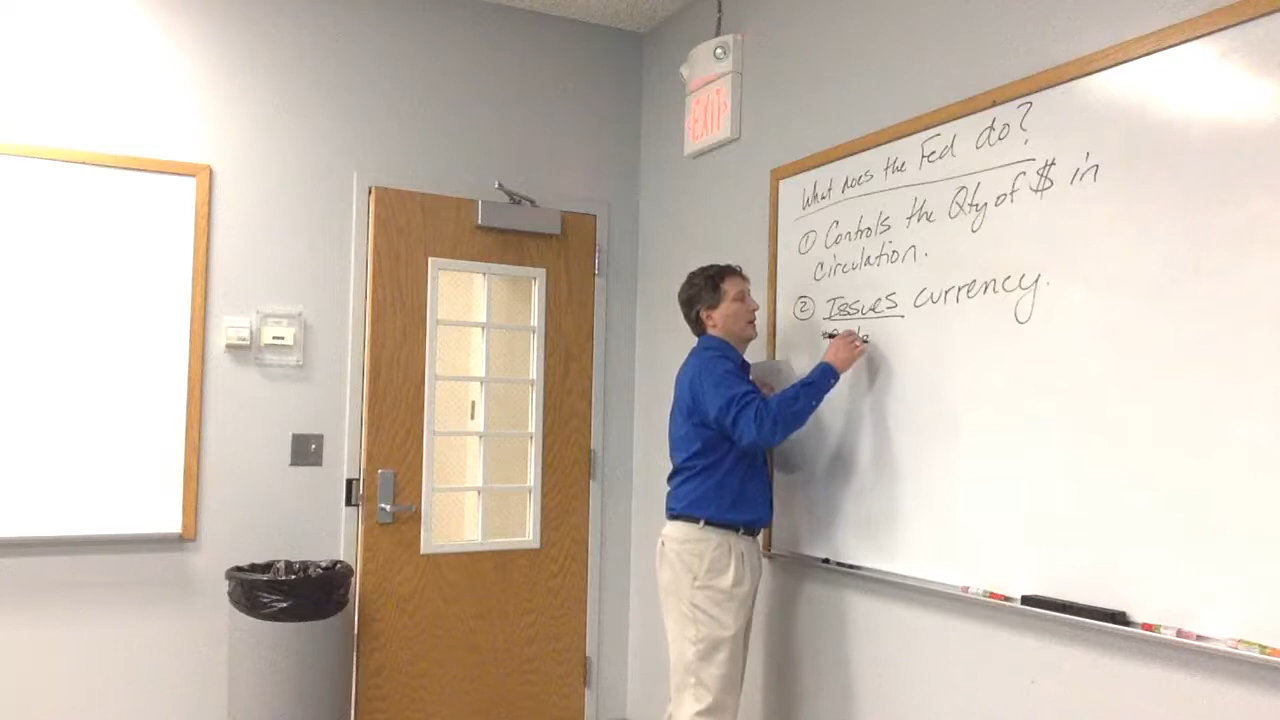 EXIT
What does the Fed do?
① Controls the Qty of $ in
circulation.
② Issues currency.